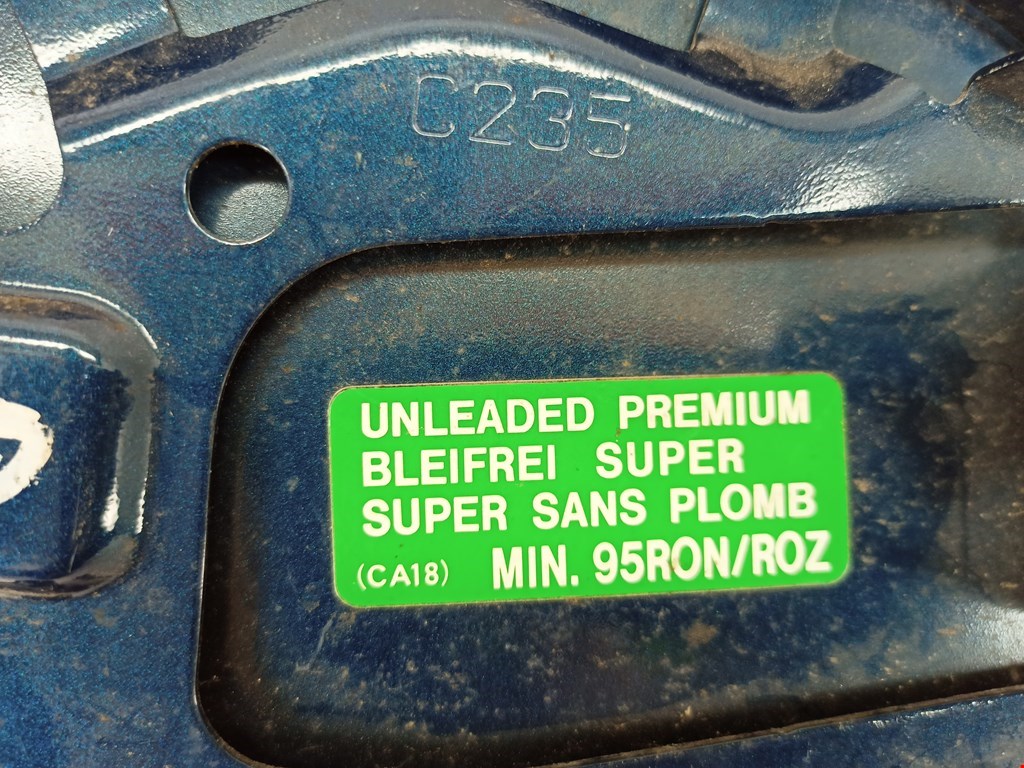 C235
UNLEADED PREMIUM
BLEIFREI SUPER
SUPER SANS PLOMB
(CA18) MIN. 95RON/ROZ